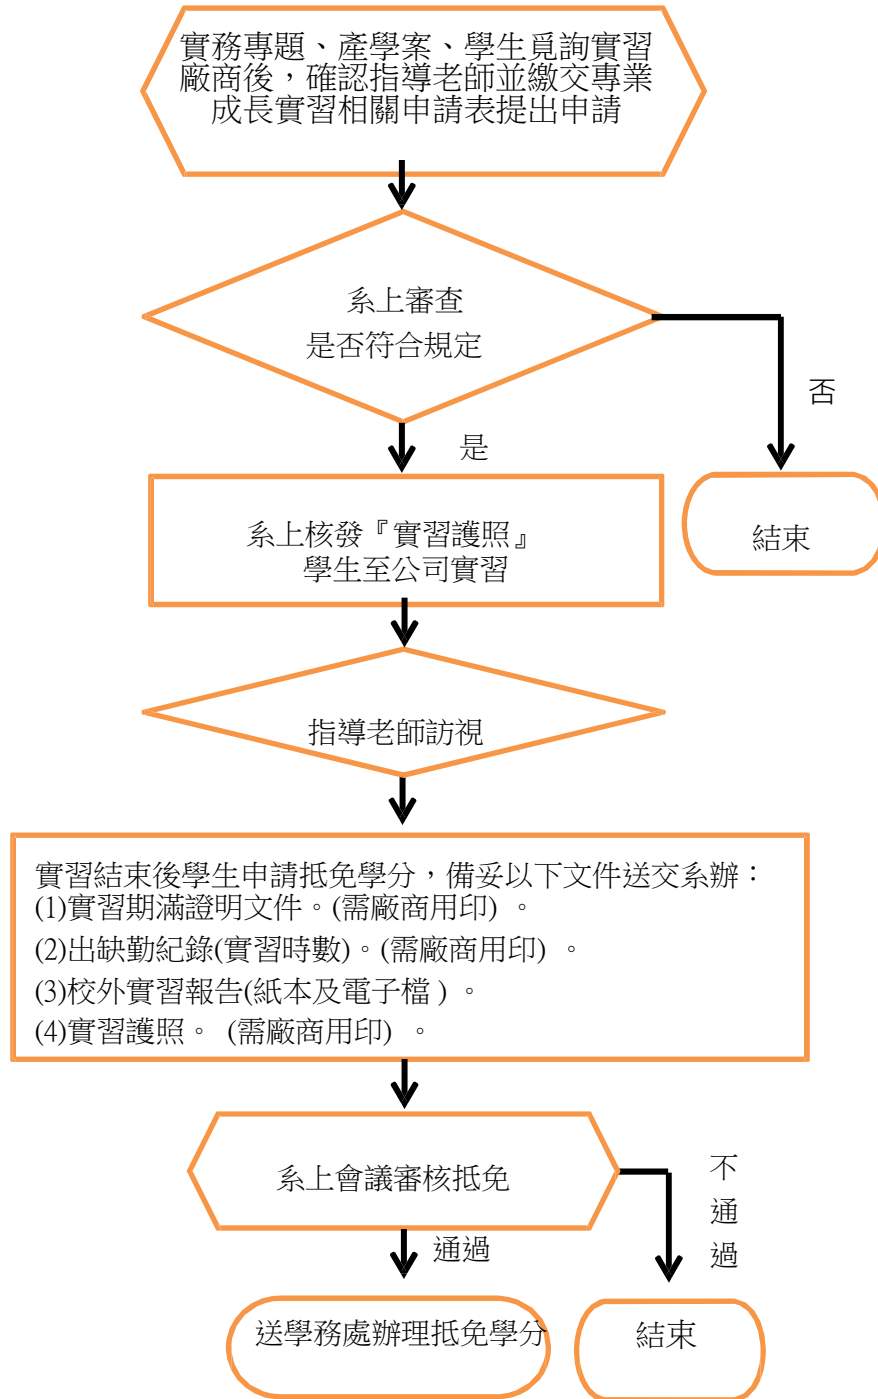 實務專題、產學案、學生覓詢實習
廠商後，確認指導老師並繳交專業
成長實習相關申請表提出申請
系上審查
是否符合規定
否
是
系上核發『實習護照』
學生至公司實習
結束
指導老師訪視
實習結束後學生申請抵免學分，備妥以下文件送交系辦：
(1)實習期滿證明文件。(需廠商用印) 。
(2)出缺勤紀錄(實習時數)。(需廠商用印) 。
(3)校外實習報告(紙本及電子檔 ) 。
(4)實習護照。 (需廠商用印) 。
系上會議審核抵免
不
通
過
通過
送學務處辦理抵免學分
結束